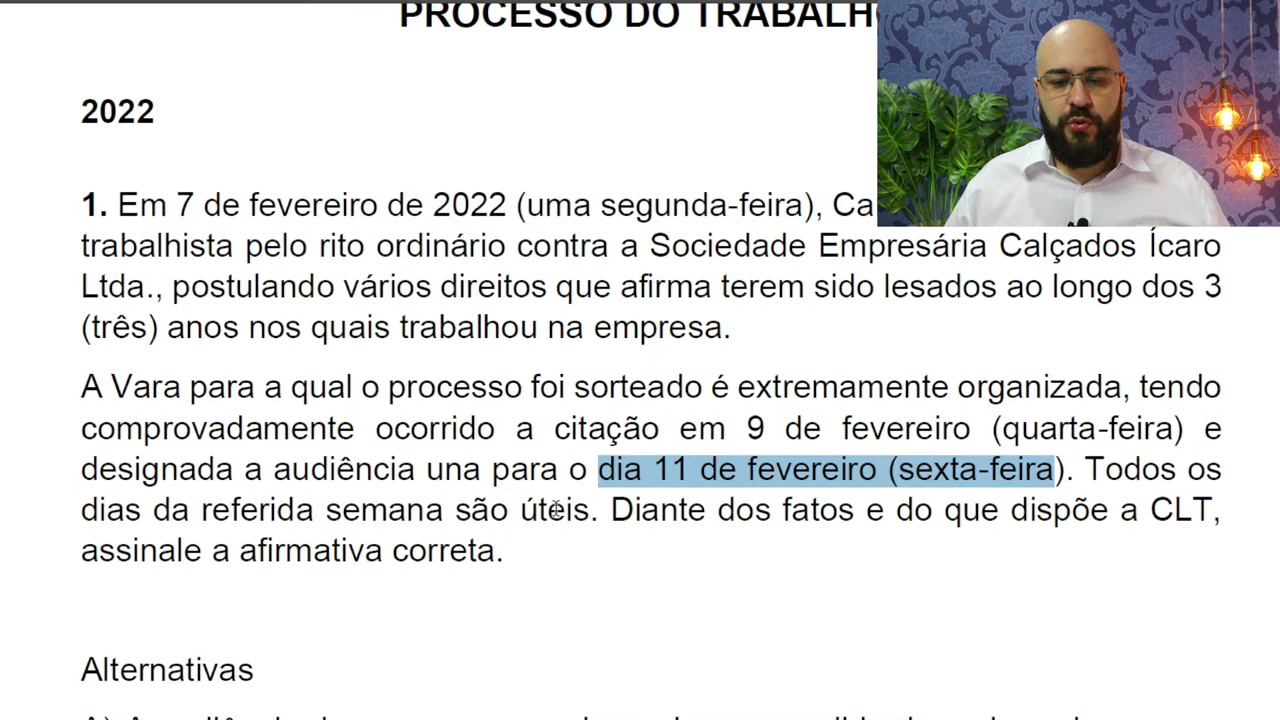 PROCESSO DO TRABALHO
2022
1. Em 7 de fevereiro de 2022 (uma segunda-feira), Ca
trabalhista pelo rito ordinário contra a Sociedade Empresária Calçados Ícaro
Ltda., postulando vários direitos que afirma terem sido lesados ao longo dos 3
(três) anos nos quais trabalhou na empresa.
A Vara para a qual o processo foi sorteado é extremamente organizada, tendo
comprovadamente ocorrido a citação em 9 de fevereiro (quarta-feira) e
designada a audiência una para o dia 11 de fevereiro (sexta-feira). Todos os
dias da referida semana são úteis. Diante dos fatos e do que dispõe a CLT,
assinale a afirmativa correta.
Alternativas